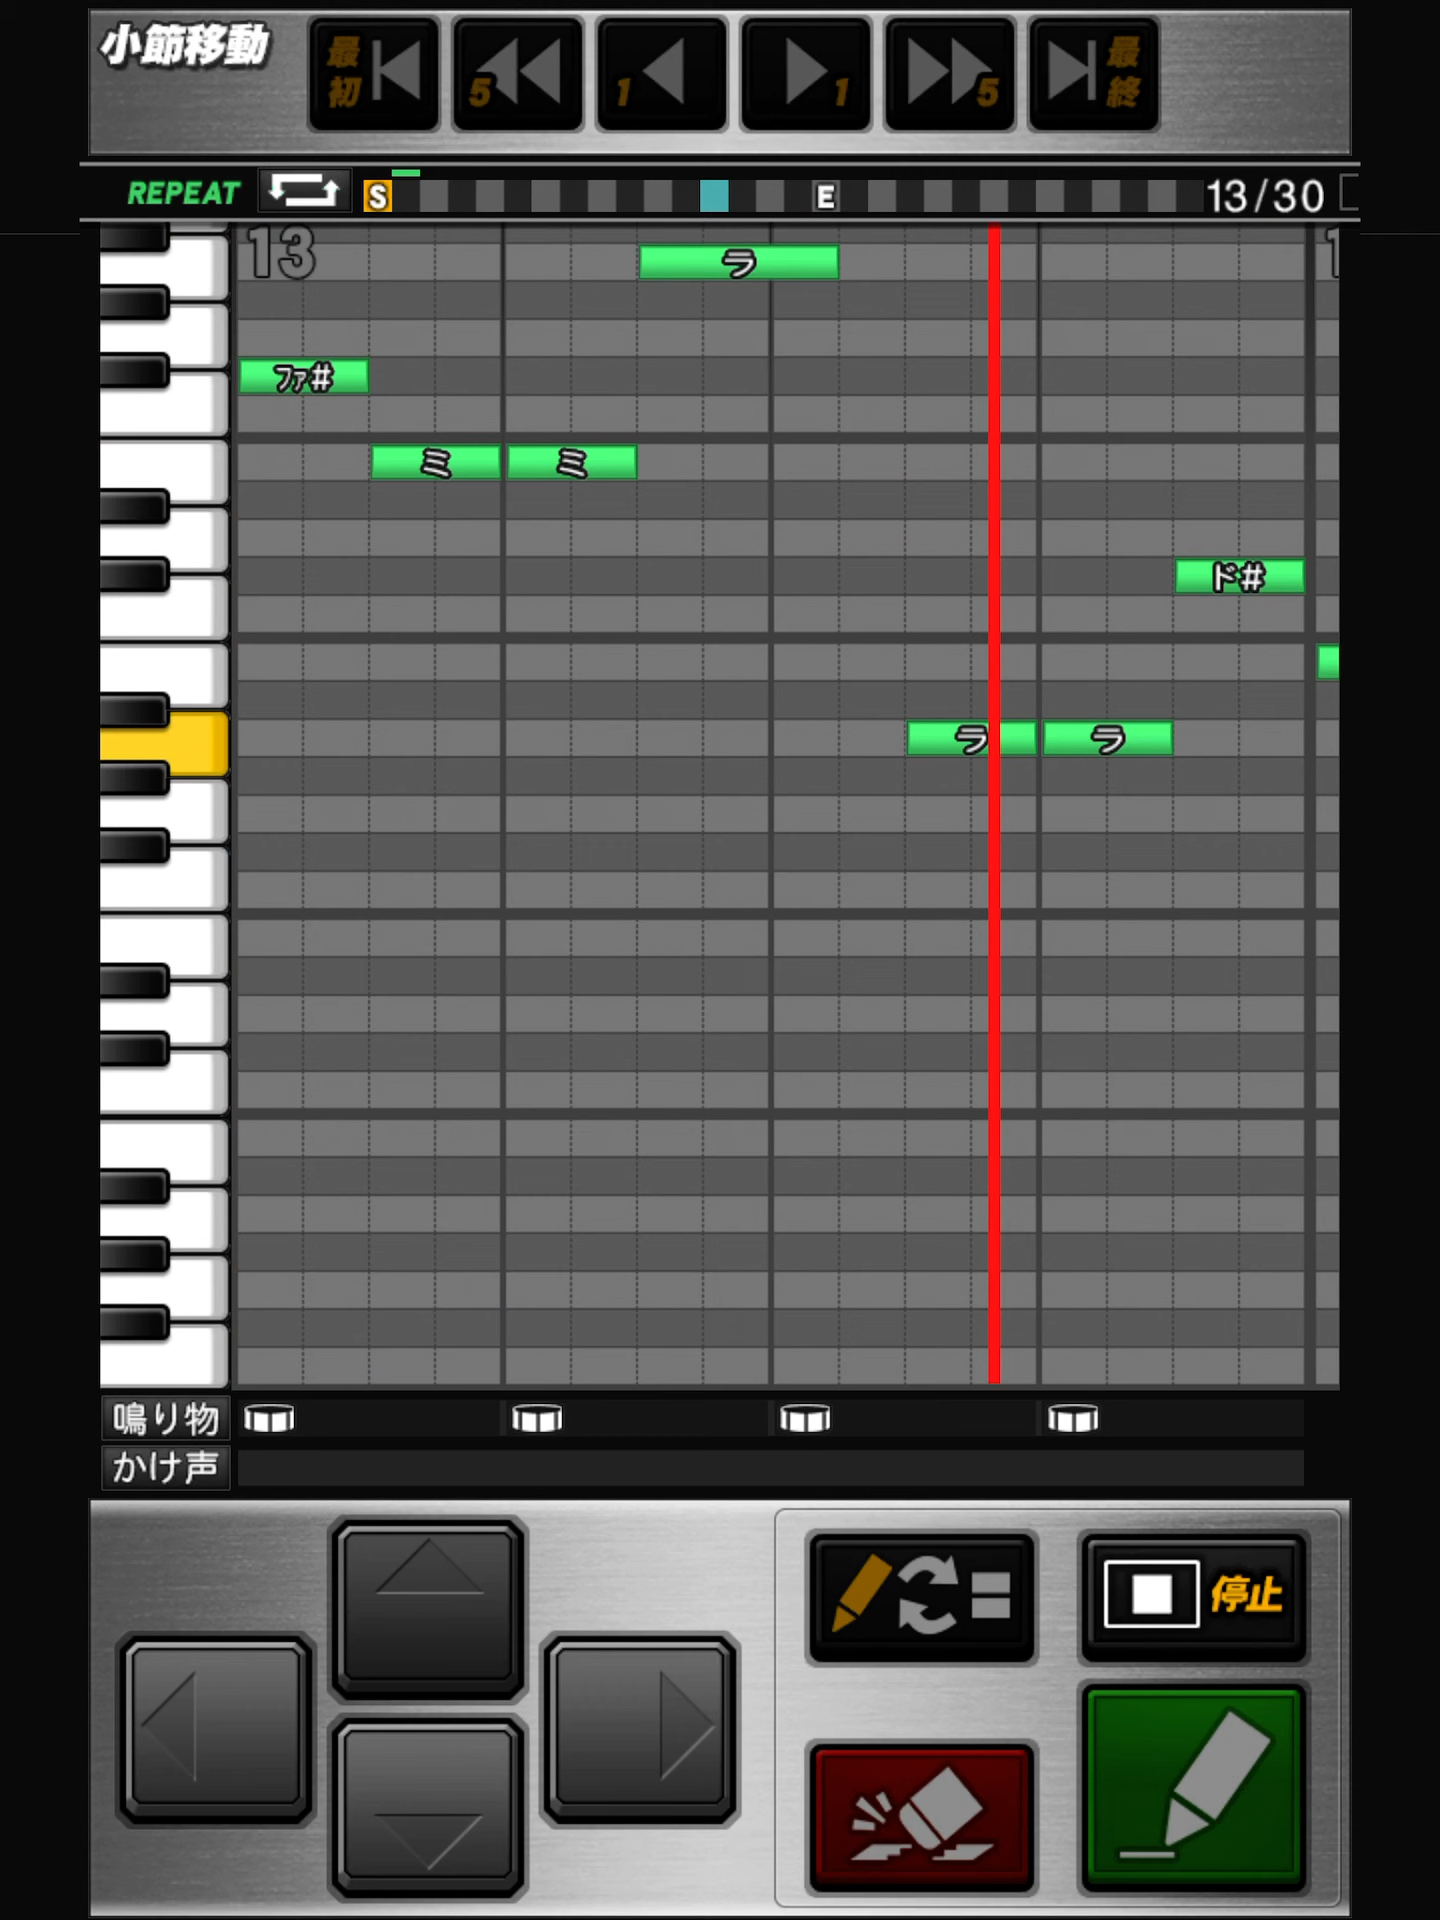 小節移動
最初 5 1 1 5 最終
REPEAT S E 13/30
13
ラ
ファ#
ミ ミ
ド#
ラ ラ
鳴り物
かけ声
停止